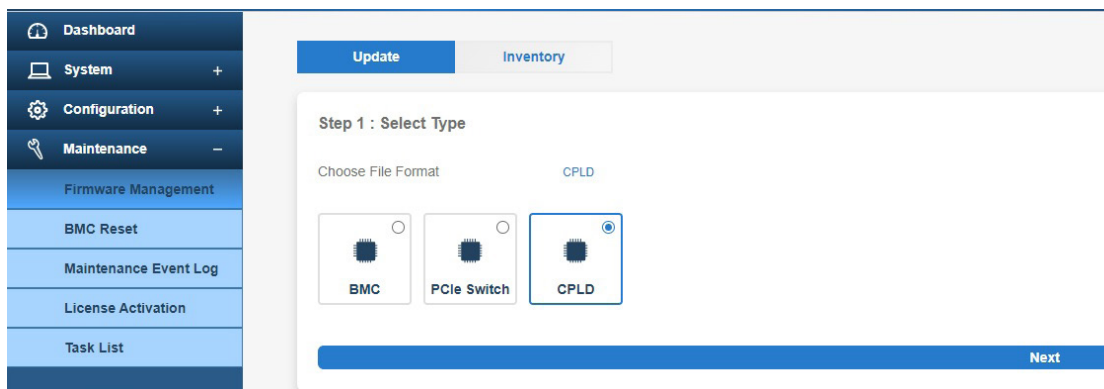 Dashboard
System +
Configuration +
Maintenance –
Firmware Management
BMC Reset
Maintenance Event Log
License Activation
Task List
Update Inventory
Step 1 : Select Type
Choose File Format CPLD
BMC PCIe Switch CPLD
Next